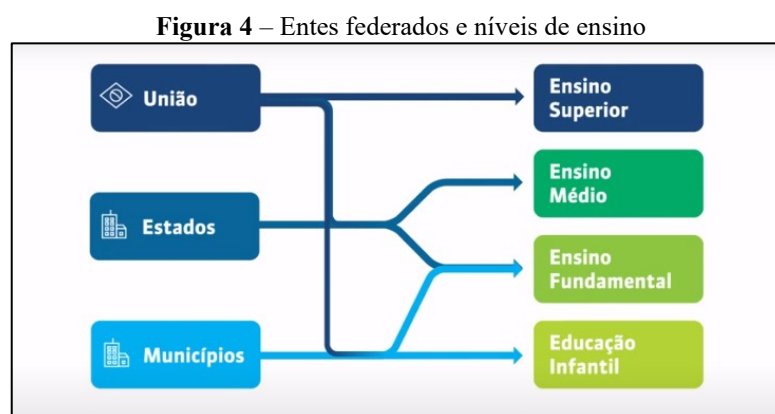 Figura 4 – Entes federados e níveis de ensino
União
Ensino
Superior
Ensino
Médio
Estados
Ensino
Fundamental
Municípios
Educação
Infantil